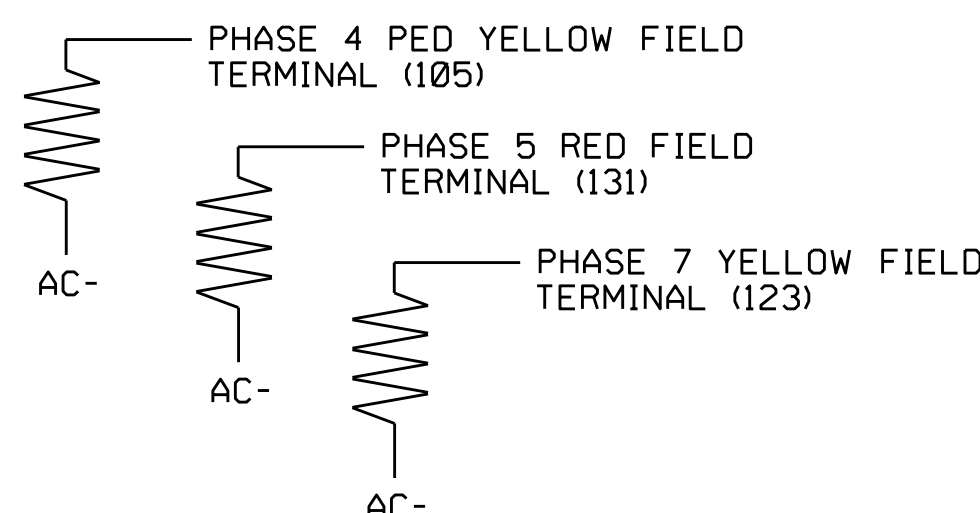 PHASE 4 PED YELLOW FIELD
TERMINAL (105)
AC-
PHASE 5 RED FIELD
TERMINAL (131)
AC-
PHASE 7 YELLOW FIELD
TERMINAL (123)
AC-